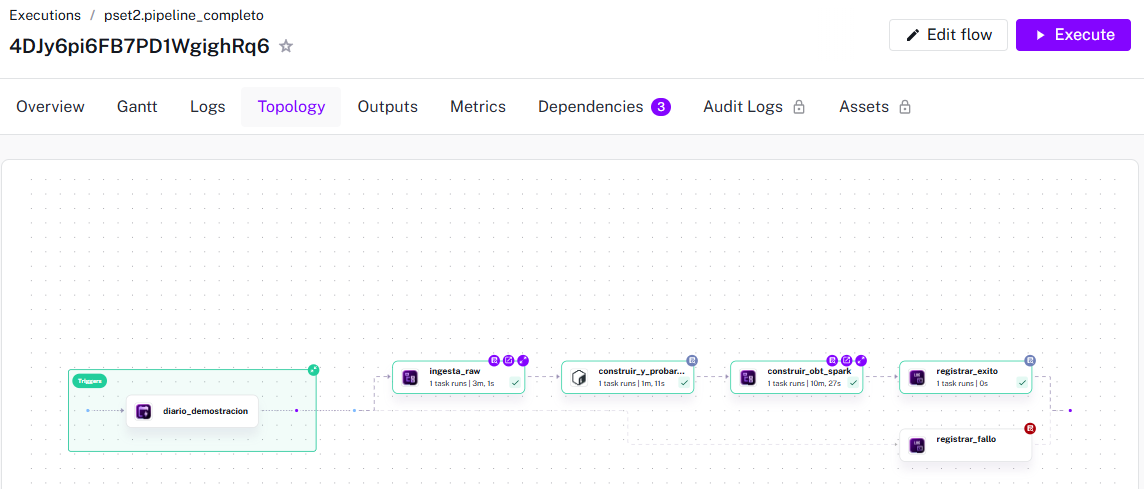 Executions / pset2.pipeline_completo
4DJy6pi6FB7PD1WgighRq6
Edit flow
Execute
Overview
Gantt
Logs
Topology
Outputs
Metrics
Dependencies 3
Audit Logs
Assets
Triggers
diario_demostracion
ingesta_raw
1 task runs | 3m, 1s
construir_y_probar...
1 task runs | 1m, 11s
construir_obt_spark
1 task runs | 10m, 27s
registrar_exito
1 task runs | 0s
registrar_fallo